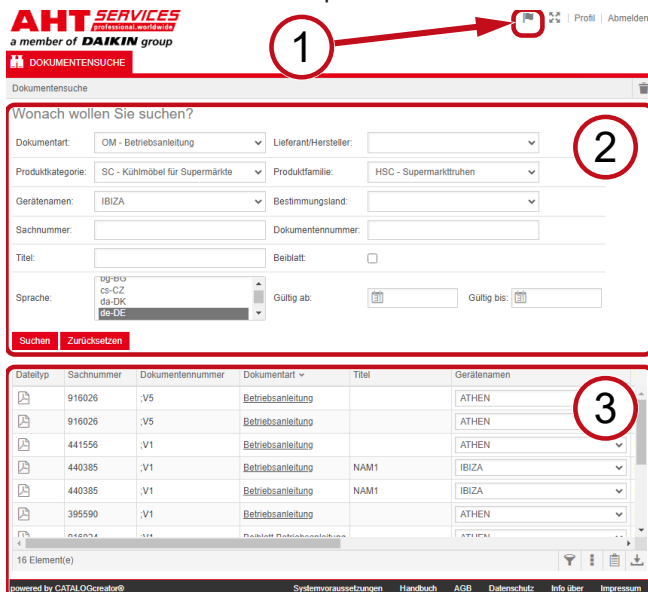 AHT SERVICES
professional.worldwide
a member of DAIKIN group
1
Profil | Abmelden
DOKUMENTENSUCHE
Dokumentensuche
Wonach wollen Sie suchen?
2
Dokumentart: OM - Betriebsanleitung Lieferant/Hersteller:
Produktkategorie: SC - Kühlmöbel für Supermärkte Produktfamilie: HSC - Supermarkttruhen
Gerätenamen: IBIZA Bestimmungsland:
Sachnummer: Dokumentennummer:
Titel: Beiblatt:
bg-BG
cs-CZ
Sprache: da-DK Gültig ab: Gültig bis:
de-DE
Suchen Zurücksetzen
Dateityp Sachnummer Dokumentennummer Dokumentart Titel Gerätenamen
3
916026 ;V5 Betriebsanleitung ATHEN
916026 ;V5 Betriebsanleitung ATHEN
441556 ;V1 Betriebsanleitung ATHEN
440385 ;V1 Betriebsanleitung NAM1 IBIZA
440385 ;V1 Betriebsanleitung NAM1 IBIZA
395590 ;V1 Betriebsanleitung ATHEN
916024 ;V1 Beiblatt Betriebsanleitung ATHEN
16 Element(e)
powered by CATALOGcreator® Systemvoraussetzungen Handbuch AGB Datenschutz Info über Impressum